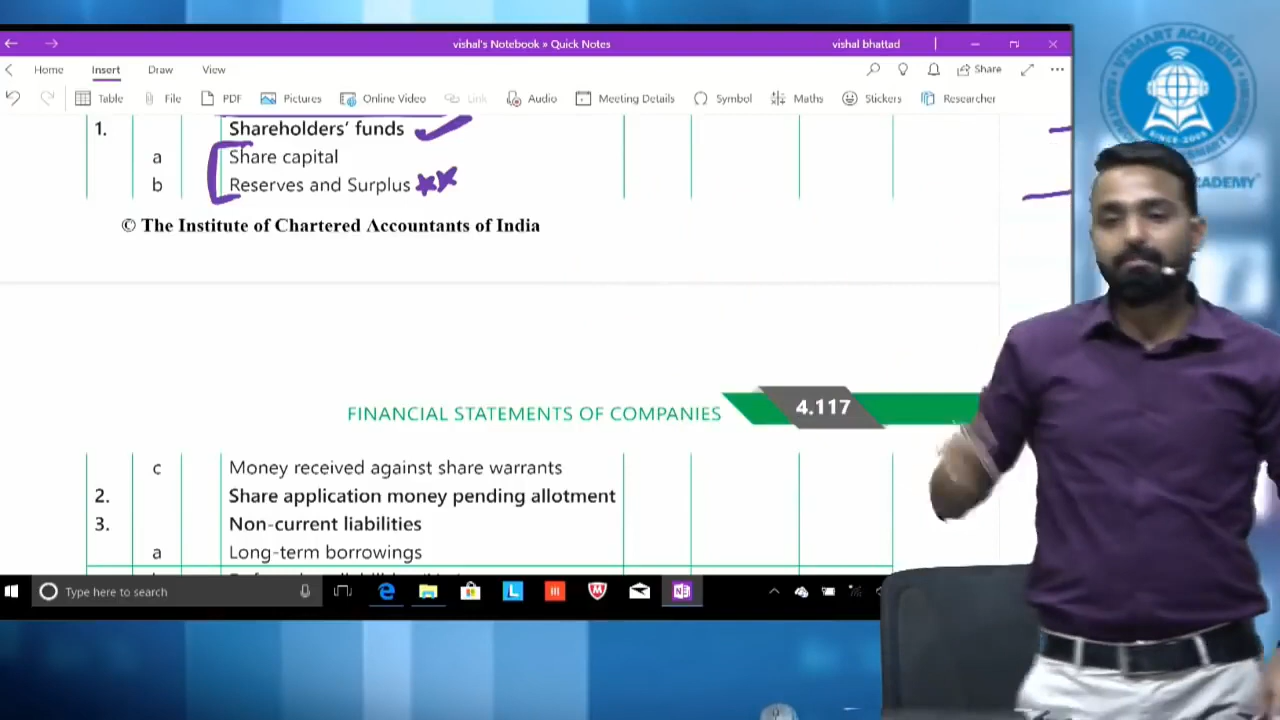 vishal's Notebook » Quick Notes
vishal bhattad
Home Insert Draw View
Share
Table File PDF Pictures Online Video Link Audio Meeting Details Symbol Maths Stickers Researcher
1. Shareholders' funds
a Share capital
b Reserves and Surplus
© The Institute of Chartered Accountants of India
FINANCIAL STATEMENTS OF COMPANIES 4.117
c Money received against share warrants
2. Share application money pending allotment
3. Non-current liabilities
a Long-term borrowings
Type here to search
VSMART ACADEMY
SINCE-2003